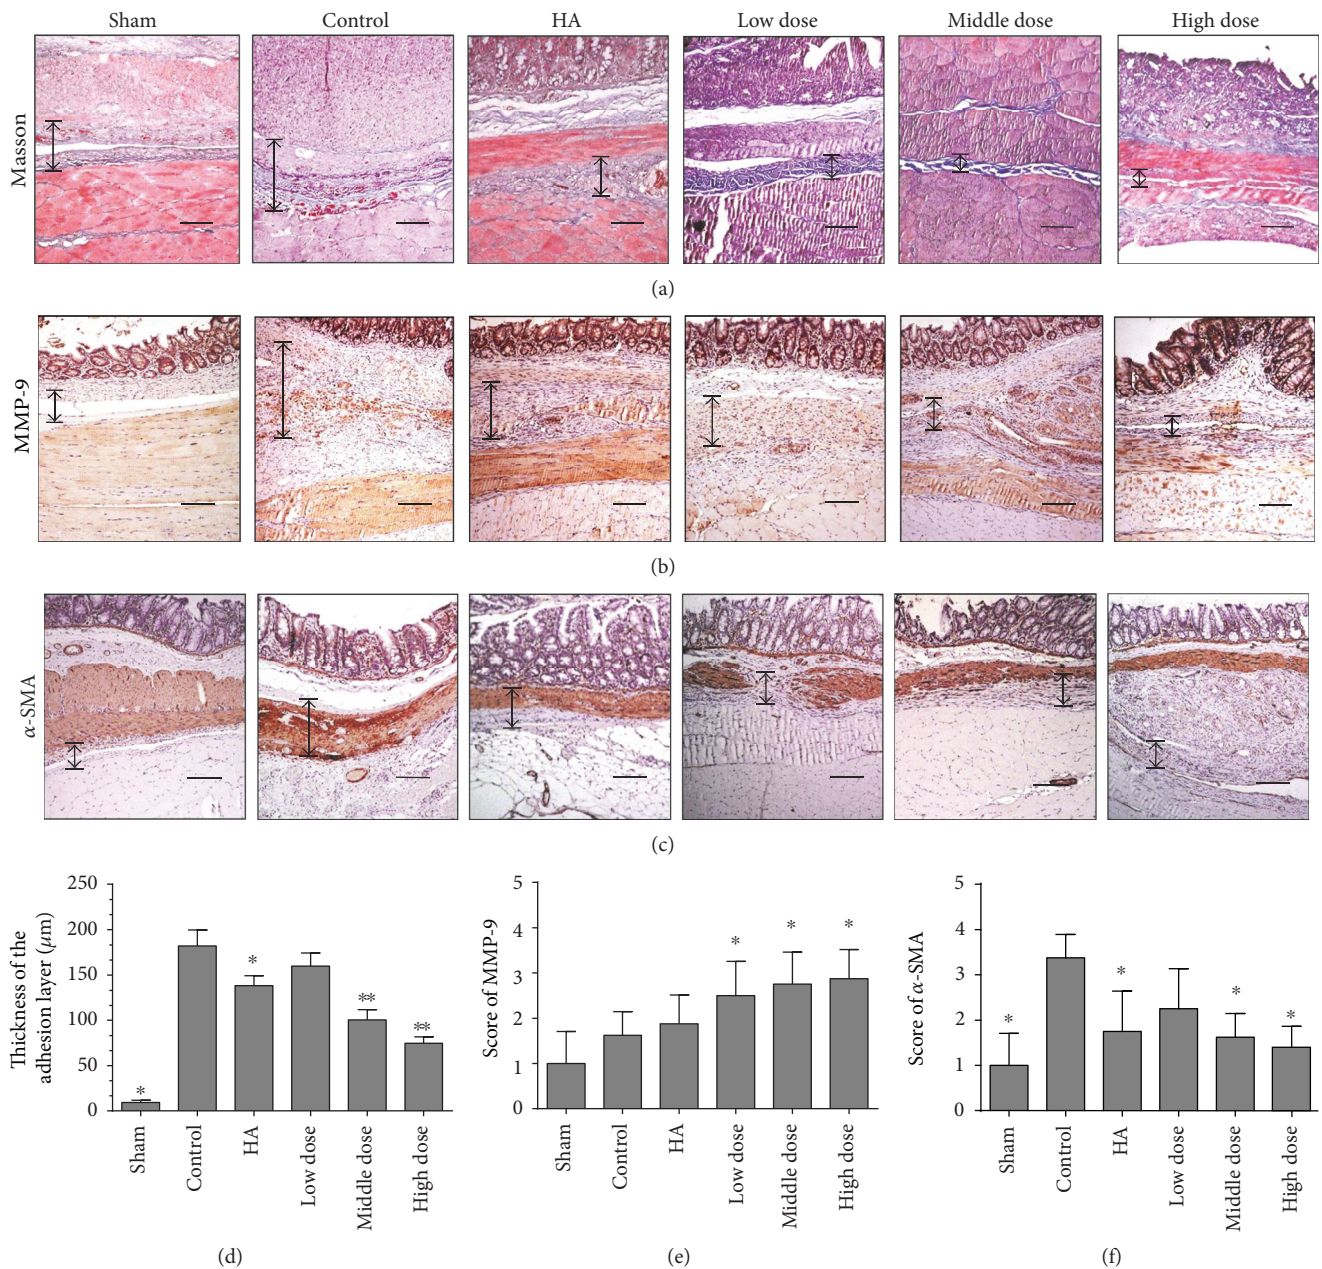 Sham Control HA Low dose Middle dose High dose
Masson
(a)
MMP-9
(b)
α-SMA
(c)
Thickness of the
adhesion layer (μm)
250
200
150
100
50
0
*
*
**
**
Sham
Control
HA
Low dose
Middle dose
High dose
(d)
Score of MMP-9
5
4
3
2
1
0
*
*
*
Sham
Control
HA
Low dose
Middle dose
High dose
(e)
Score of α-SMA
5
4
3
2
1
0
*
*
*
*
Sham
Control
HA
Low dose
Middle dose
High dose
(f)